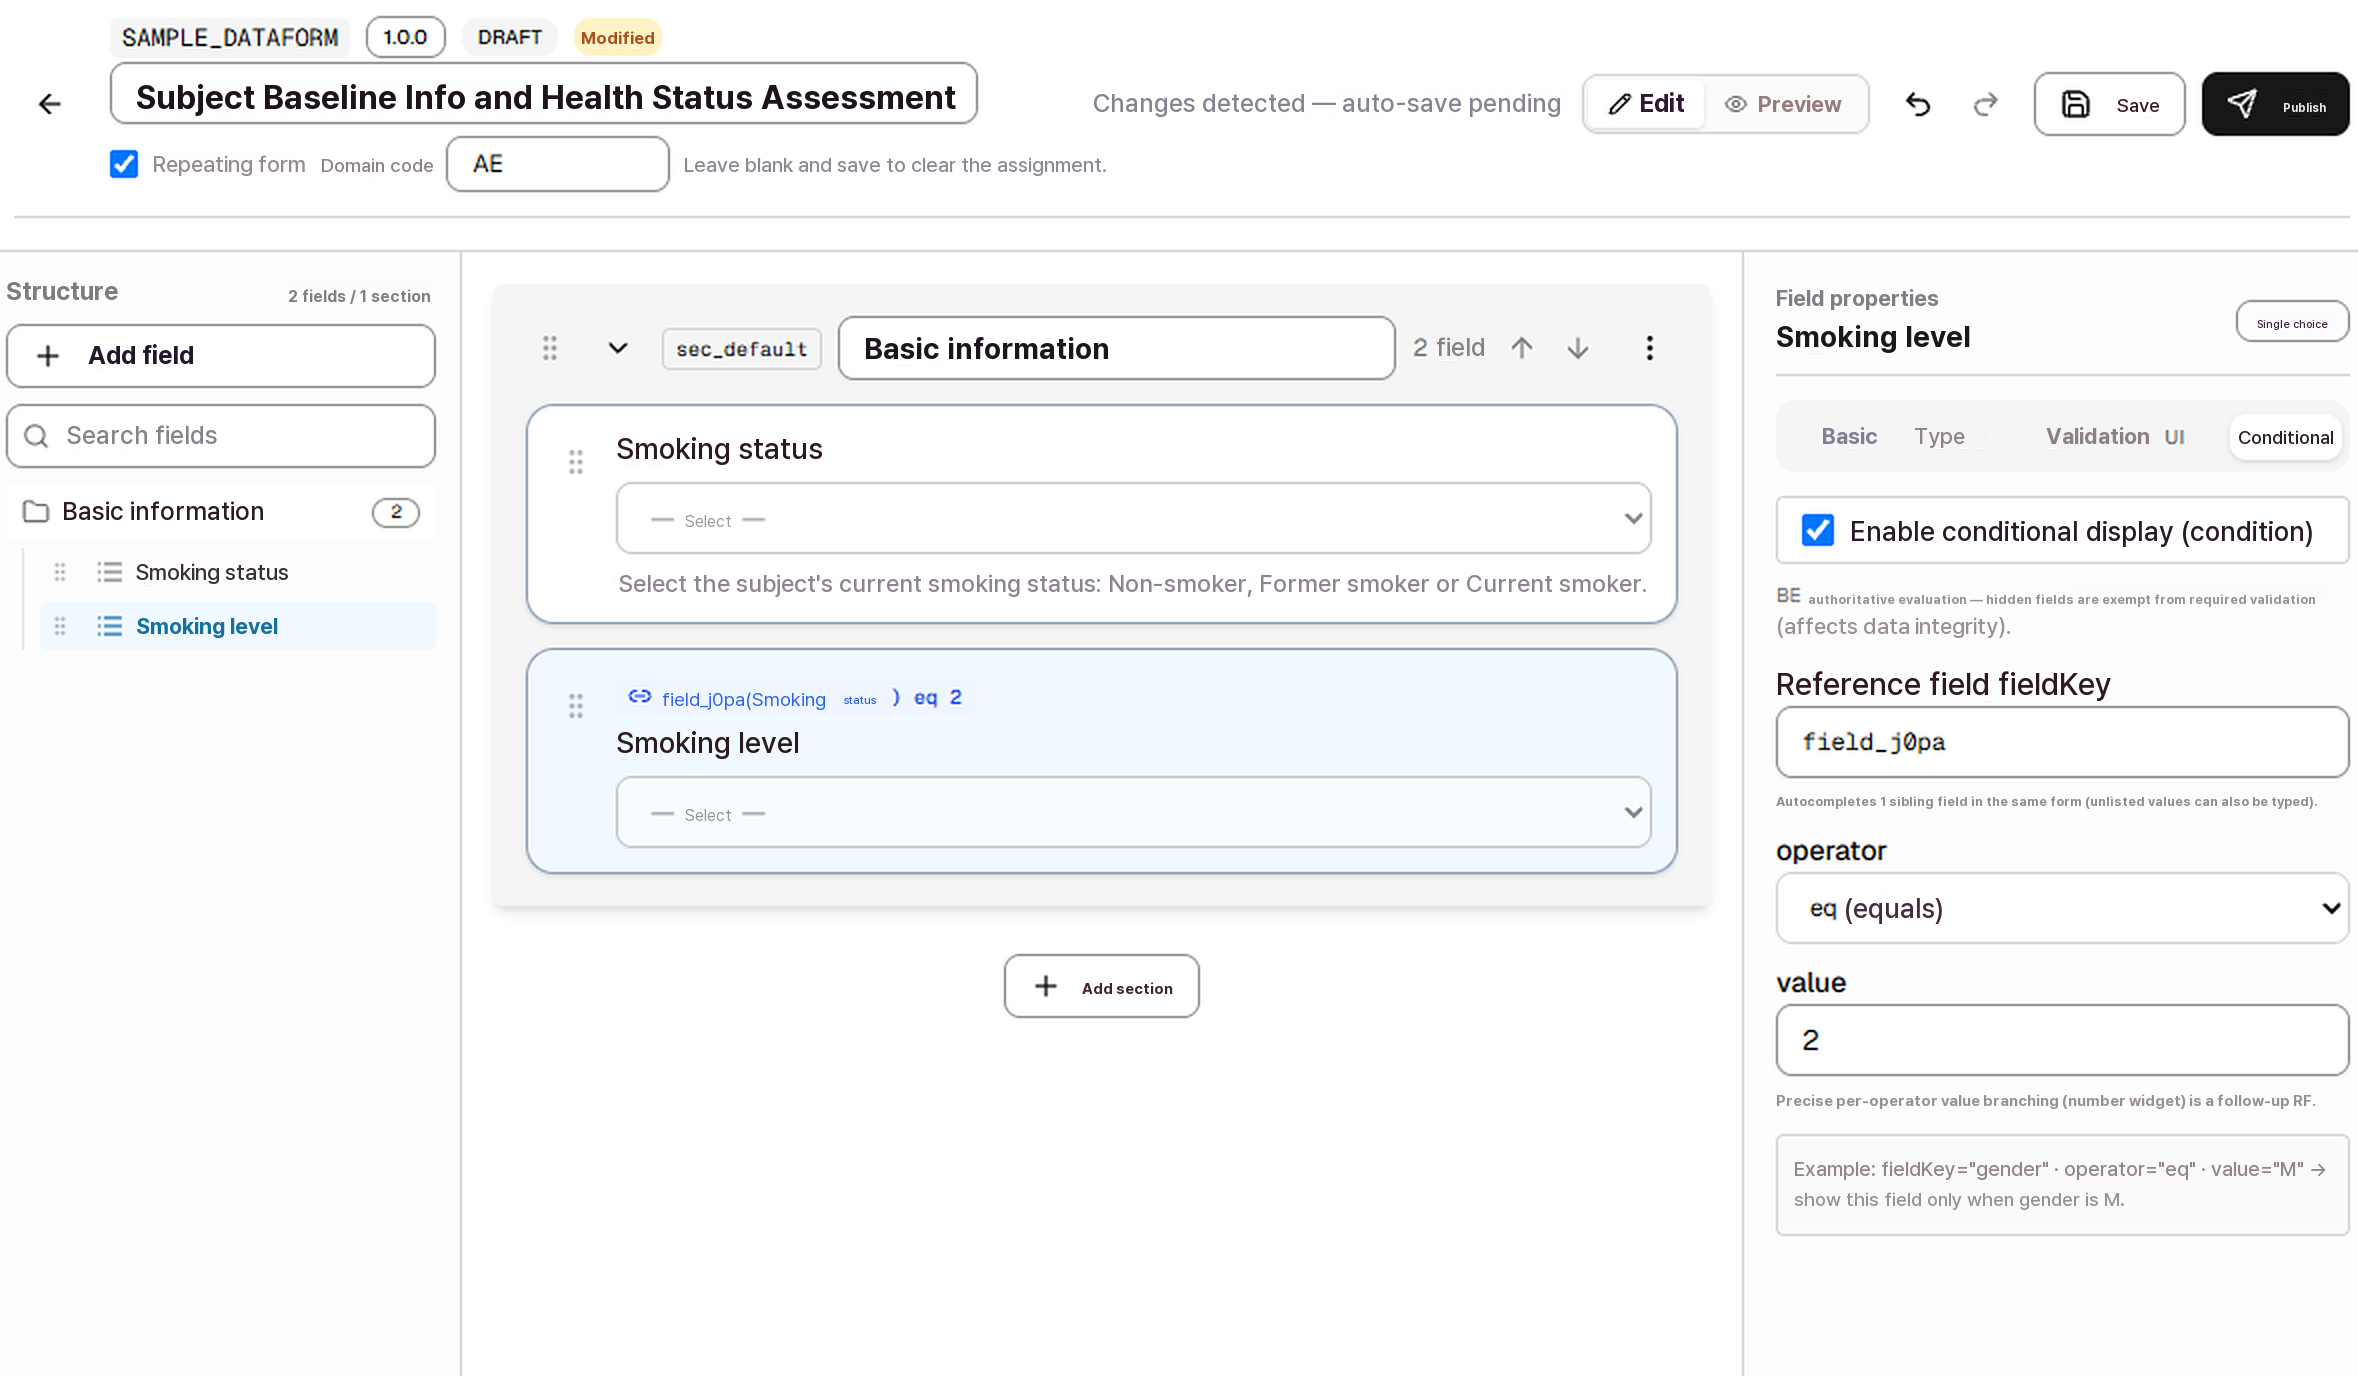 SAMPLE_DATAFORM 1.0.0 DRAFT Modified
Subject Baseline Info and Health Status Assessment
Changes detected — auto-save pending Edit Preview Save Publish
Repeating form Domain code AE Leave blank and save to clear the assignment.
Structure 2 fields / 1 section
Add field
Search fields
Basic information 2
Smoking status
Smoking level
sec_default Basic information 2 field
Smoking status
— Select —
Select the subject's current smoking status: Non-smoker, Former smoker or Current smoker.
field_j0pa(Smoking status ) eq 2
Smoking level
— Select —
Add section
Field properties
Smoking level Single choice
Basic Type Validation UI Conditional
Enable conditional display (condition)
BE authoritative evaluation — hidden fields are exempt from required validation
(affects data integrity).
Reference field fieldKey
field_j0pa
Autocompletes 1 sibling field in the same form (unlisted values can also be typed).
operator
eq (equals)
value
2
Precise per-operator value branching (number widget) is a follow-up RF.
Example: fieldKey="gender" · operator="eq" · value="M" →
show this field only when gender is M.